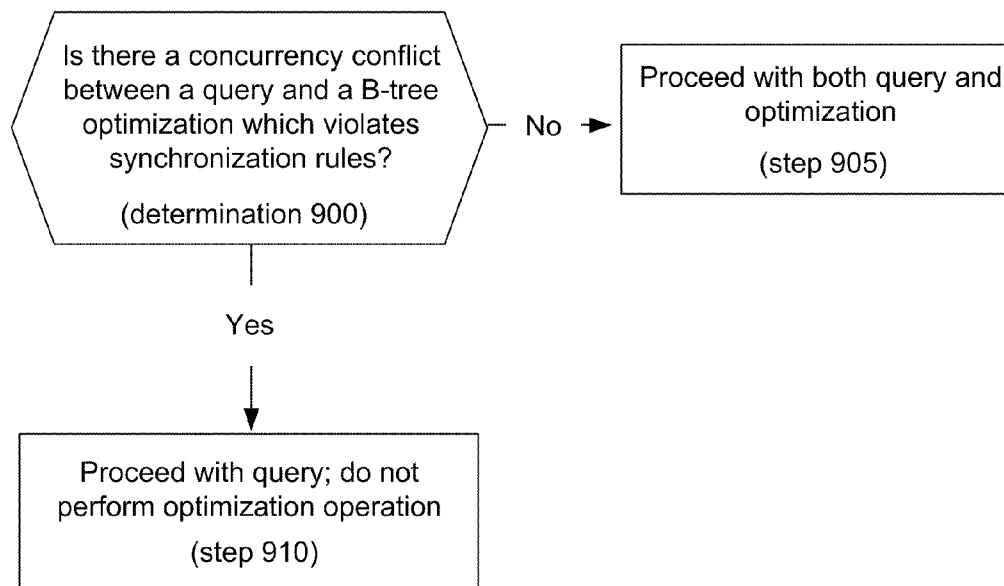 Is there a concurrency conflict
between a query and a B-tree
optimization which violates
synchronization rules?
(determination 900)
No
Proceed with both query and
optimization
(step 905)
Yes
Proceed with query; do not
perform optimization operation
(step 910)